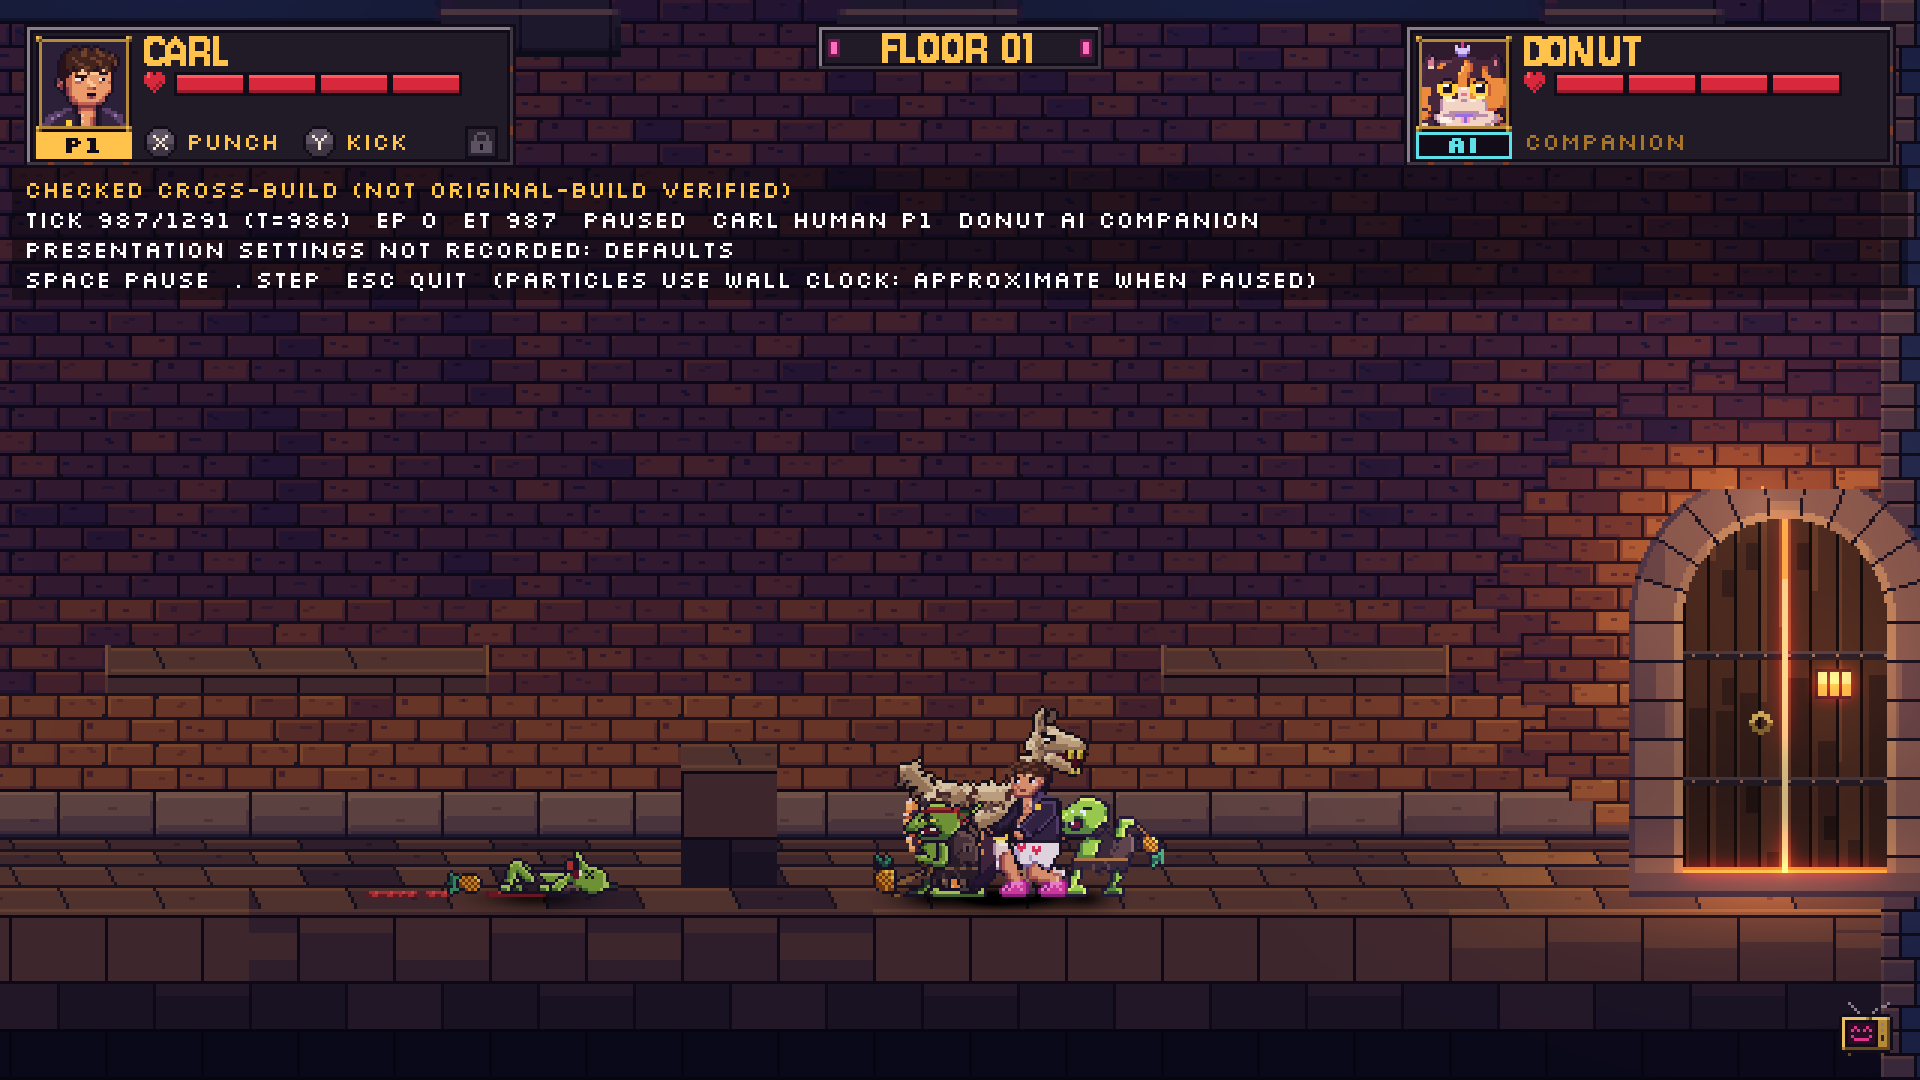 CARL
P1
X PUNCH Y KICK
FLOOR 01
DONUT
AI
COMPANION
CHECKED CROSS-BUILD (NOT ORIGINAL-BUILD VERIFIED)
TICK 987/1291 (T=986) EP 0 ET 987 PAUSED CARL HUMAN P1 DONUT AI COMPANION
PRESENTATION SETTINGS NOT RECORDED: DEFAULTS
SPACE PAUSE . STEP ESC QUIT (PARTICLES USE WALL CLOCK: APPROXIMATE WHEN PAUSED)